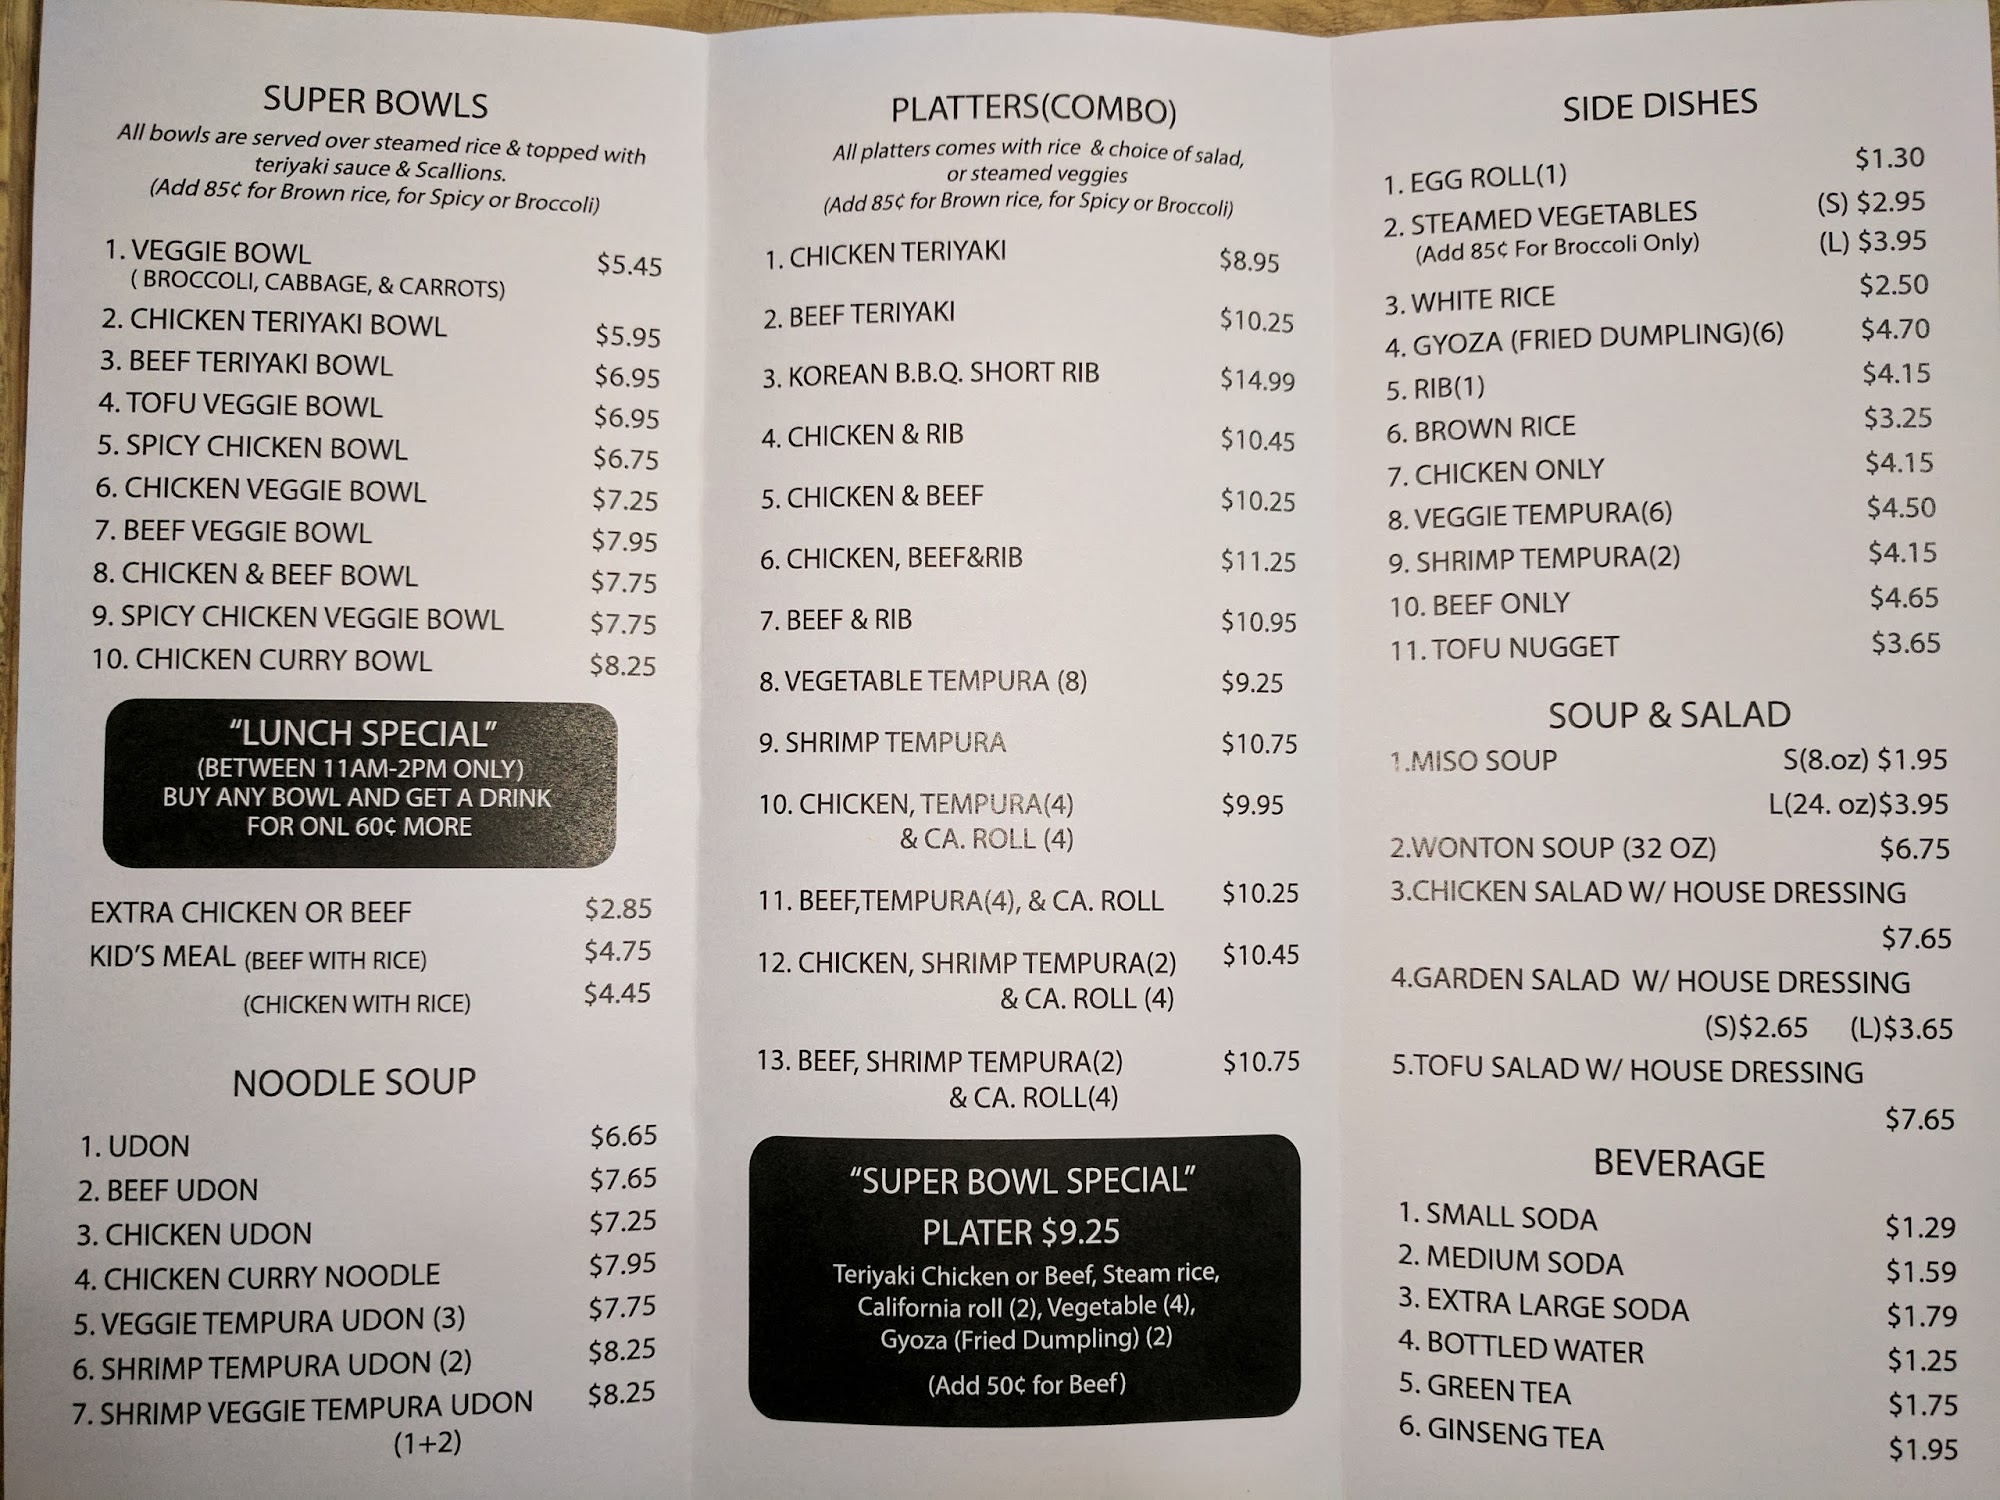 SUPER BOWLS
All bowls are served over steamed rice & topped with
teriyaki sauce & Scallions.
(Add 85¢ for Brown rice, for Spicy or Broccoli)
1. VEGGIE BOWL $5.45
( BROCCOLI, CABBAGE, & CARROTS)
2. CHICKEN TERIYAKI BOWL $5.95
3. BEEF TERIYAKI BOWL $6.95
4. TOFU VEGGIE BOWL $6.95
5. SPICY CHICKEN BOWL $6.75
6. CHICKEN VEGGIE BOWL $7.25
7. BEEF VEGGIE BOWL $7.95
8. CHICKEN & BEEF BOWL $7.75
9. SPICY CHICKEN VEGGIE BOWL $7.75
10. CHICKEN CURRY BOWL $8.25
"LUNCH SPECIAL"
(BETWEEN 11AM-2PM ONLY)
BUY ANY BOWL AND GET A DRINK
FOR ONL 60¢ MORE
EXTRA CHICKEN OR BEEF $2.85
KID'S MEAL (BEEF WITH RICE) $4.75
(CHICKEN WITH RICE) $4.45
NOODLE SOUP
1. UDON $6.65
2. BEEF UDON $7.65
3. CHICKEN UDON $7.25
4. CHICKEN CURRY NOODLE $7.95
5. VEGGIE TEMPURA UDON (3) $7.75
6. SHRIMP TEMPURA UDON (2) $8.25
7. SHRIMP VEGGIE TEMPURA UDON $8.25
(1+2)
PLATTERS(COMBO)
All platters comes with rice & choice of salad,
or steamed veggies
(Add 85¢ for Brown rice, for Spicy or Broccoli)
1. CHICKEN TERIYAKI $8.95
2. BEEF TERIYAKI $10.25
3. KOREAN B.B.Q. SHORT RIB $14.99
4. CHICKEN & RIB $10.45
5. CHICKEN & BEEF $10.25
6. CHICKEN, BEEF&RIB $11.25
7. BEEF & RIB $10.95
8. VEGETABLE TEMPURA (8) $9.25
9. SHRIMP TEMPURA $10.75
10. CHICKEN, TEMPURA(4) $9.95
& CA. ROLL (4)
11. BEEF,TEMPURA(4), & CA. ROLL $10.25
12. CHICKEN, SHRIMP TEMPURA(2) $10.45
& CA. ROLL (4)
13. BEEF, SHRIMP TEMPURA(2) $10.75
& CA. ROLL(4)
"SUPER BOWL SPECIAL"
PLATER $9.25
Teriyaki Chicken or Beef, Steam rice,
California roll (2), Vegetable (4),
Gyoza (Fried Dumpling) (2)
(Add 50¢ for Beef)
SIDE DISHES
1. EGG ROLL(1) $1.30
2. STEAMED VEGETABLES (S) $2.95
(Add 85¢ For Broccoli Only) (L) $3.95
3. WHITE RICE $2.50
4. GYOZA (FRIED DUMPLING)(6) $4.70
5. RIB(1) $4.15
6. BROWN RICE $3.25
7. CHICKEN ONLY $4.15
8. VEGGIE TEMPURA(6) $4.50
9. SHRIMP TEMPURA(2) $4.15
10. BEEF ONLY $4.65
11. TOFU NUGGET $3.65
SOUP & SALAD
1.MISO SOUP S(8.oz) $1.95
L(24. oz)$3.95
2.WONTON SOUP (32 OZ) $6.75
3.CHICKEN SALAD W/ HOUSE DRESSING
$7.65
4.GARDEN SALAD W/ HOUSE DRESSING
(S)$2.65 (L)$3.65
5.TOFU SALAD W/ HOUSE DRESSING
$7.65
BEVERAGE
1. SMALL SODA $1.29
2. MEDIUM SODA $1.59
3. EXTRA LARGE SODA $1.79
4. BOTTLED WATER $1.25
5. GREEN TEA $1.75
6. GINSENG TEA $1.95